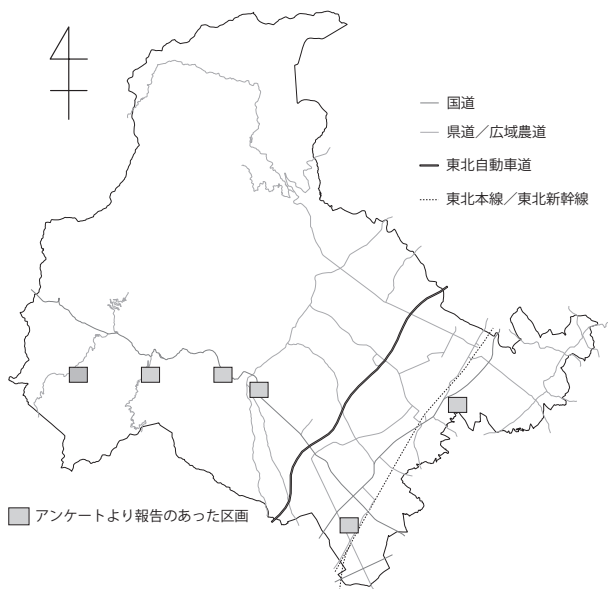 国道
県道／広域農道
東北自動車道
東北本線／東北新幹線
アンケートより報告のあった区画